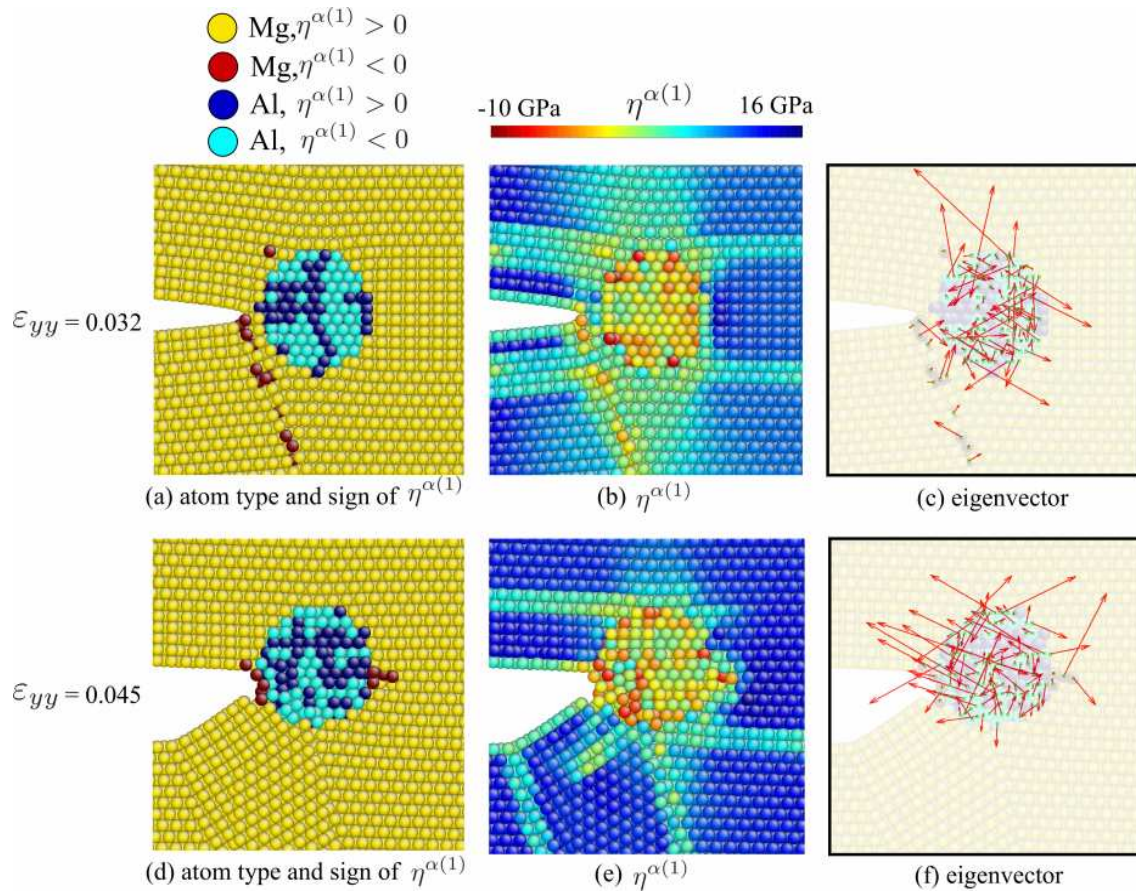 Mg, η^α(1) > 0
Mg, η^α(1) < 0
Al, η^α(1) > 0
Al, η^α(1) < 0
-10 GPa η^α(1) 16 GPa
ε_yy = 0.032
(a) atom type and sign of η^α(1)
(b) η^α(1)
(c) eigenvector
ε_yy = 0.045
(d) atom type and sign of η^α(1)
(e) η^α(1)
(f) eigenvector